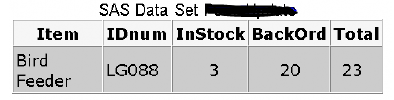 SAS Data Set
Item IDnum InStock BackOrd Total
Bird
Feeder LG088 3 20 23